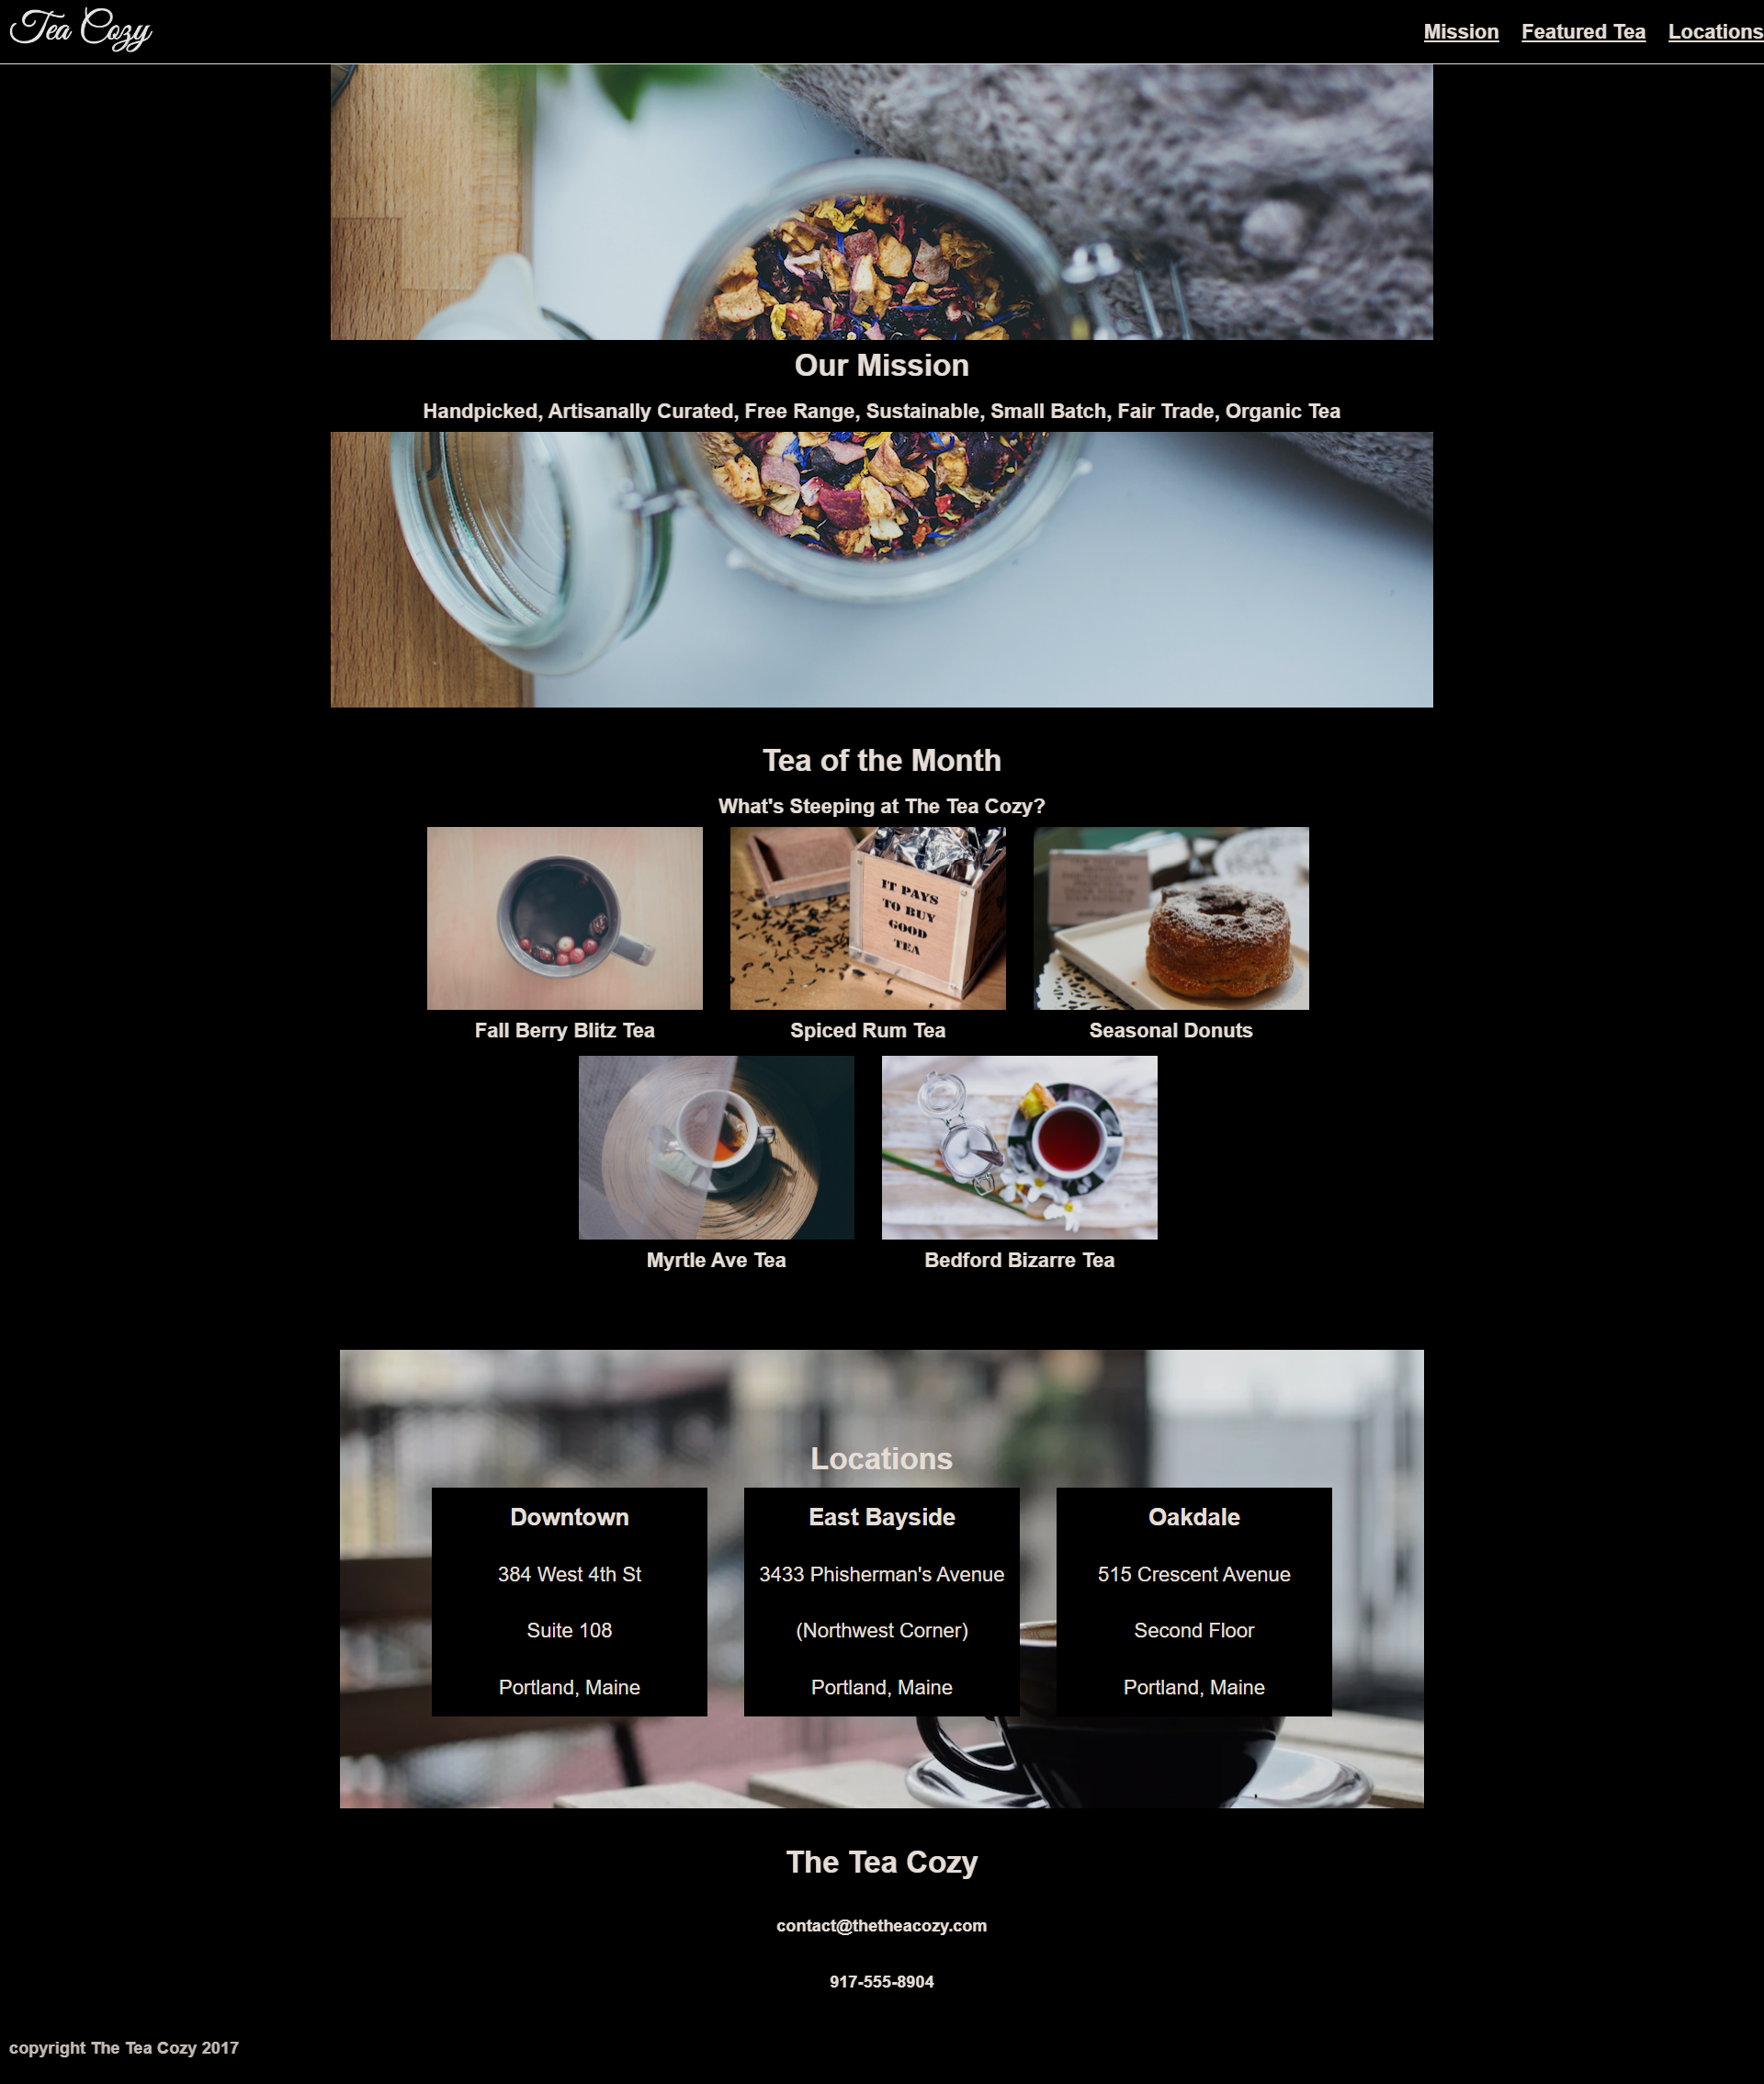 Tea Cozy
Mission Featured Tea Locations
Our Mission
Handpicked, Artisanally Curated, Free Range, Sustainable, Small Batch, Fair Trade, Organic Tea
Tea of the Month
What's Steeping at The Tea Cozy?
IT PAYS
TO BUY
GOOD
TEA
Fall Berry Blitz Tea
Spiced Rum Tea
Seasonal Donuts
Myrtle Ave Tea
Bedford Bizarre Tea
Locations
Downtown
384 West 4th St
Suite 108
Portland, Maine
East Bayside
3433 Phisherman's Avenue
(Northwest Corner)
Portland, Maine
Oakdale
515 Crescent Avenue
Second Floor
Portland, Maine
The Tea Cozy
contact@thetheacozy.com
917-555-8904
copyright The Tea Cozy 2017